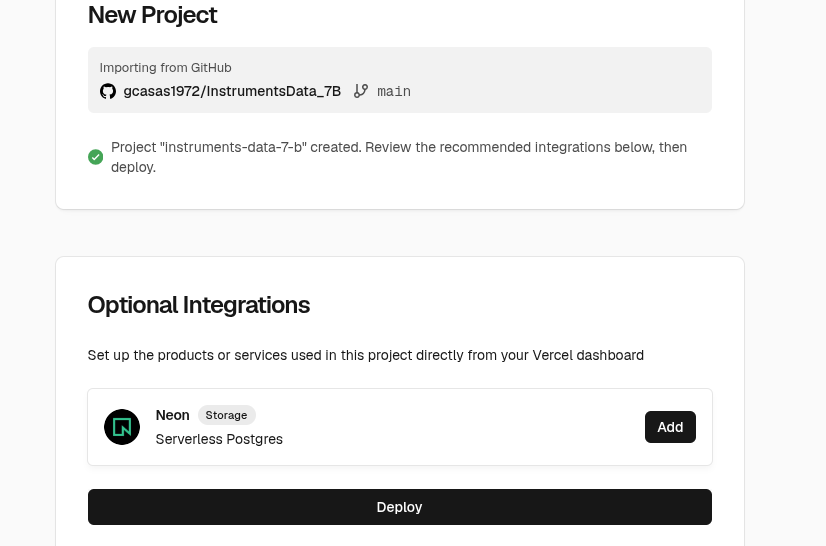 New Project
Importing from GitHub
gcasas1972/InstrumentsData_7B main
Project "instruments-data-7-b" created. Review the recommended integrations below, then
deploy.
Optional Integrations
Set up the products or services used in this project directly from your Vercel dashboard
Neon Storage
Serverless Postgres
Add
Deploy